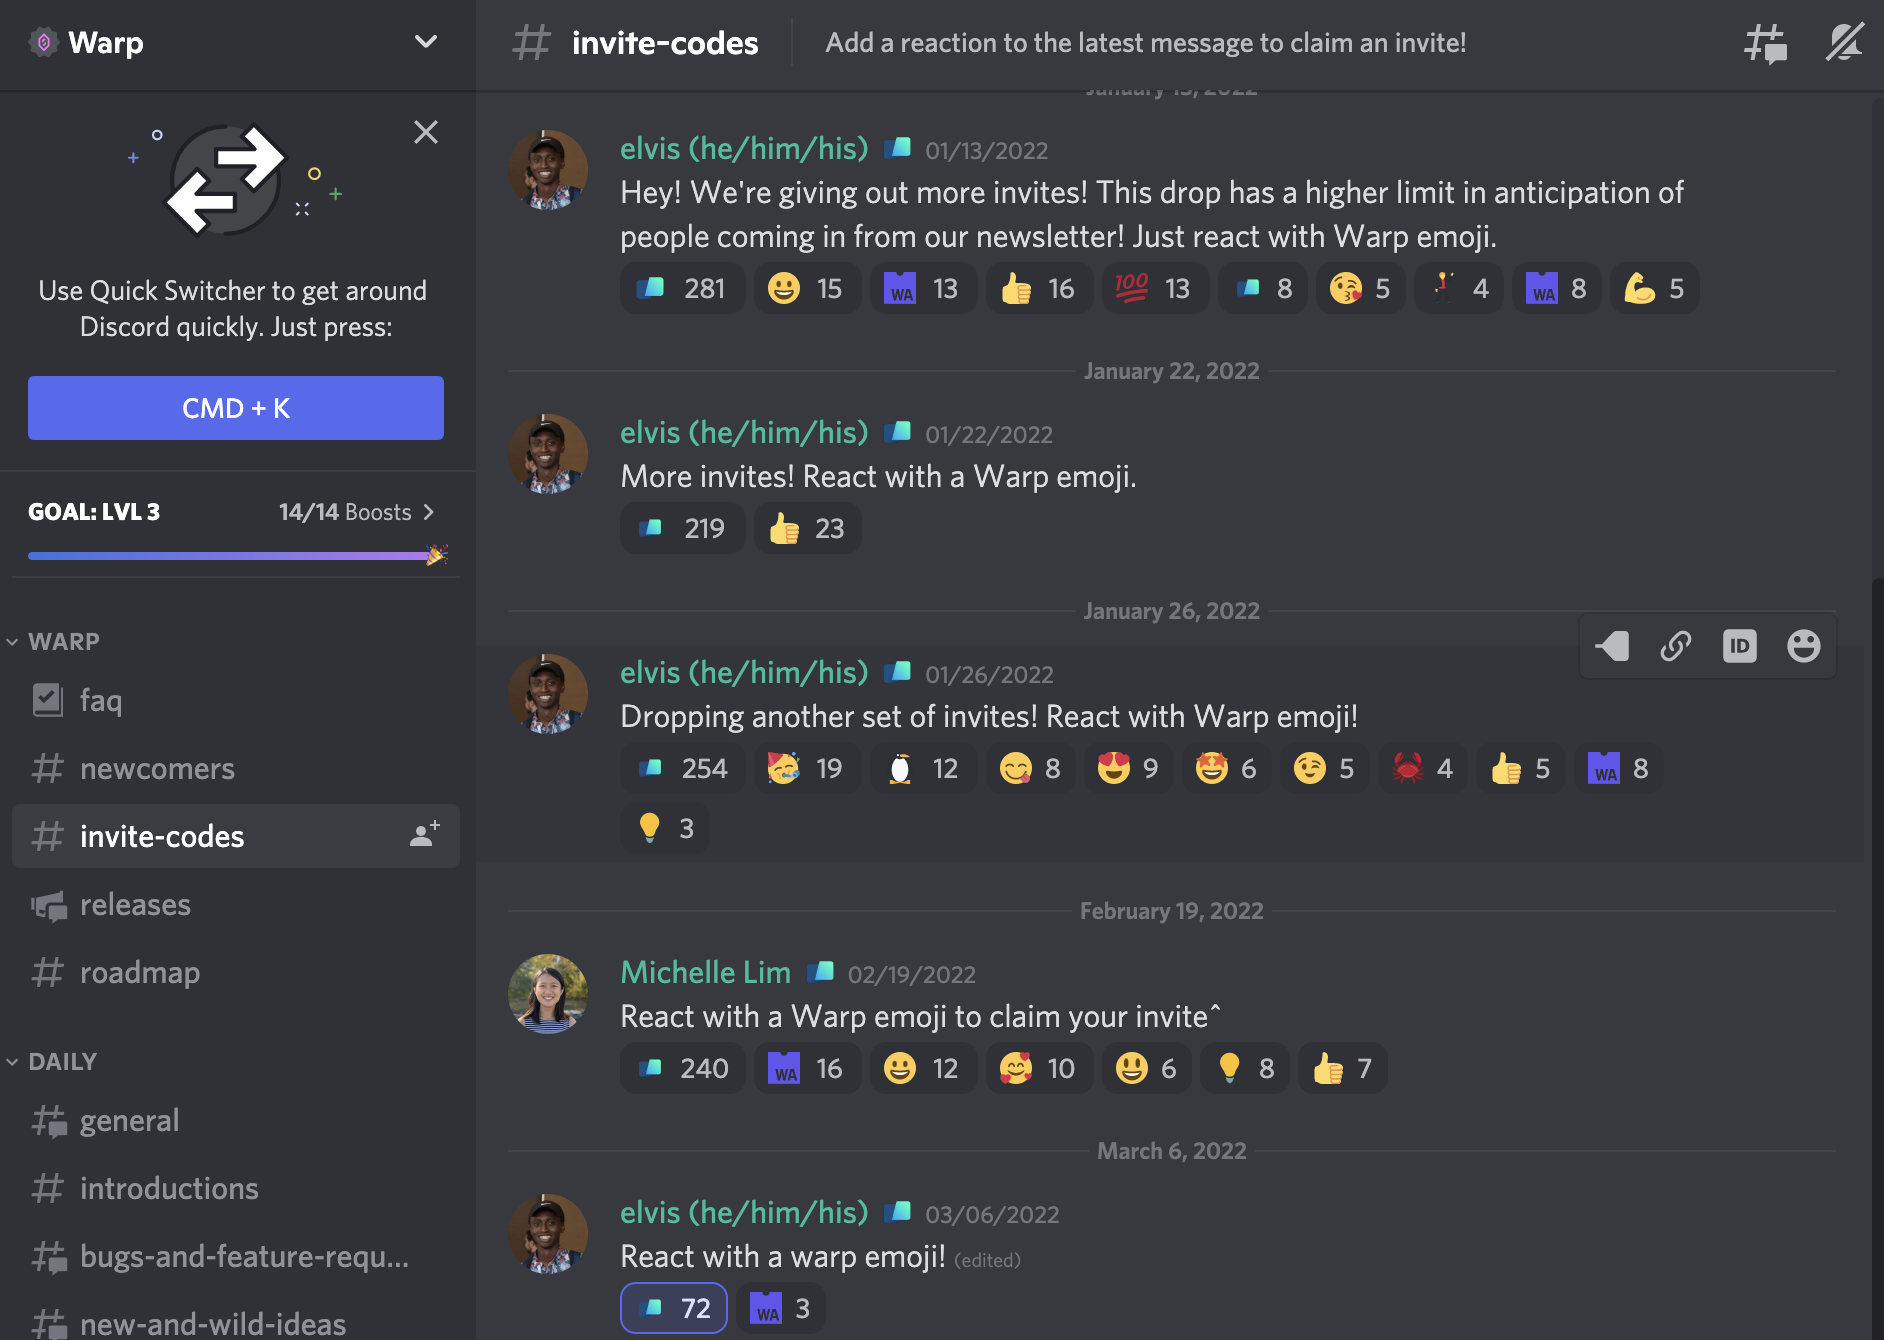 Warp
Use Quick Switcher to get around
Discord quickly. Just press:
CMD + K
GOAL: LVL 3 14/14 Boosts
WARP
faq
newcomers
invite-codes
releases
roadmap
DAILY
general
introductions
bugs-and-feature-requ...
new-and-wild-ideas
invite-codes Add a reaction to the latest message to claim an invite!
January 13, 2022
elvis (he/him/his) 01/13/2022
Hey! We're giving out more invites! This drop has a higher limit in anticipation of
people coming in from our newsletter! Just react with Warp emoji.
281 15 WA 13 16 100 13 8 5 4 WA 8 5
January 22, 2022
elvis (he/him/his) 01/22/2022
More invites! React with a Warp emoji.
219 23
January 26, 2022
ID
elvis (he/him/his) 01/26/2022
Dropping another set of invites! React with Warp emoji!
254 19 12 8 9 6 5 4 5 WA 8
3
February 19, 2022
Michelle Lim 02/19/2022
React with a Warp emoji to claim your invite^
240 WA 16 12 10 6 8 7
March 6, 2022
elvis (he/him/his) 03/06/2022
React with a warp emoji! (edited)
72 WA 3